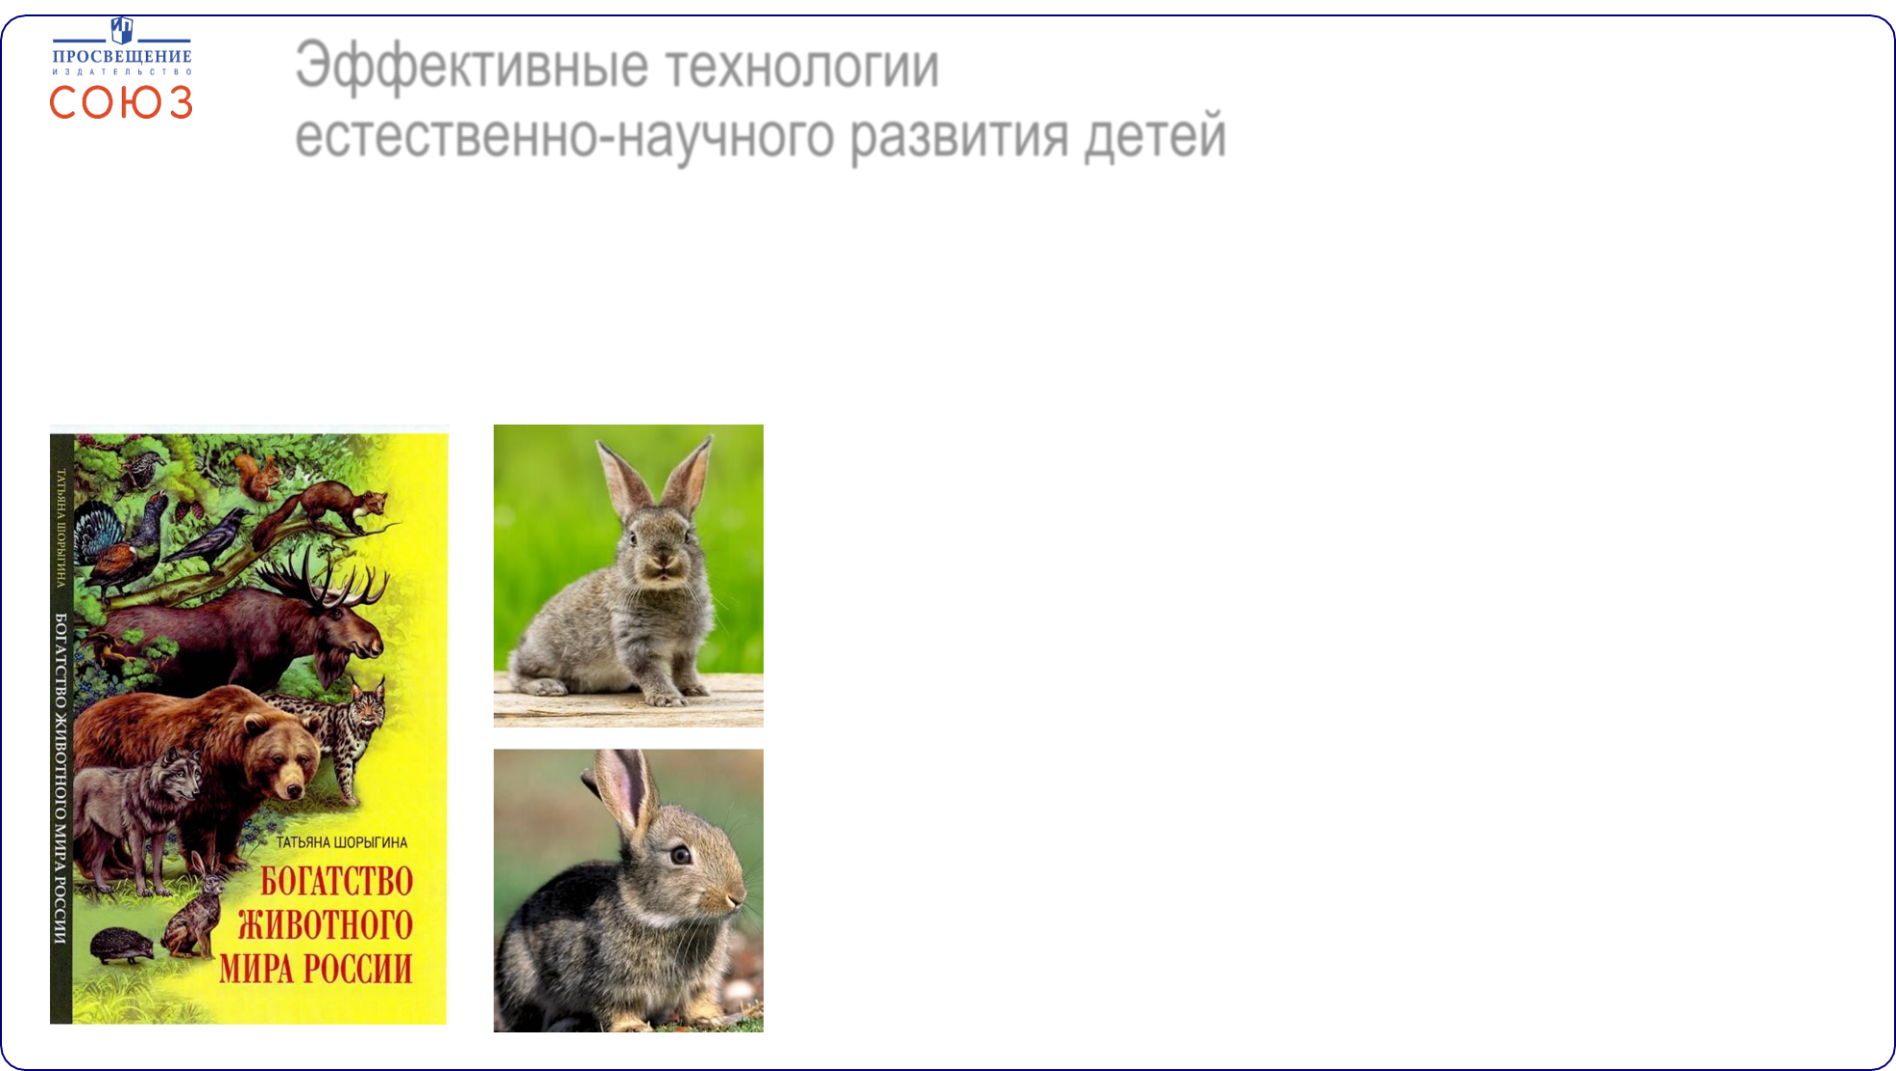 ПРОСВЕЩЕНИЕ
ИЗДАТЕЛЬСТВО
СОЮЗ
Эффективные технологии
естественно-научного развития детей
ТАТЬЯНА ШОРЫГИНА БОГАТСТВО ЖИВОТНОГО МИРА РОССИИ
ТАТЬЯНА ШОРЫГИНА
БОГАТСТВО
ЖИВОТНОГО
МИРА РОССИИ